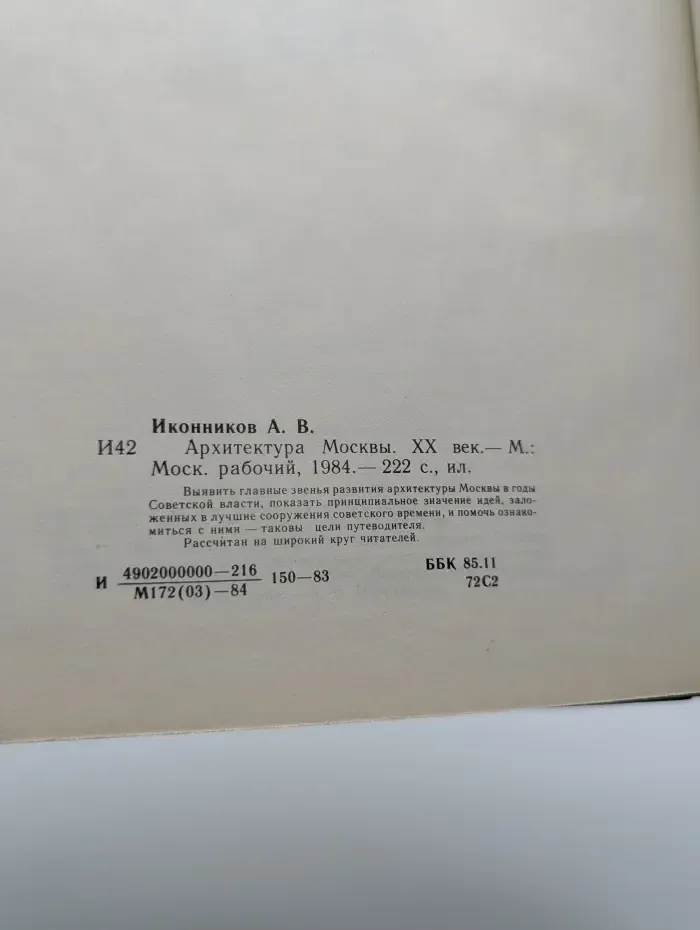 Иконников А. В.
И42 Архитектура Москвы. XX век.— М.:
Моск. рабочий, 1984.— 222 с., ил.
Выявить главные звенья развития архитектуры Москвы в годы
Советской власти, показать принципиальное значение идей, зало-
женных в лучшие сооружения советского времени, и помочь ознако-
миться с ними — таковы цели путеводителя.
Рассчитан на широкий круг читателей.
И 4902000000—216 150—83
М172(03)—84
ББК 85.11
72С2